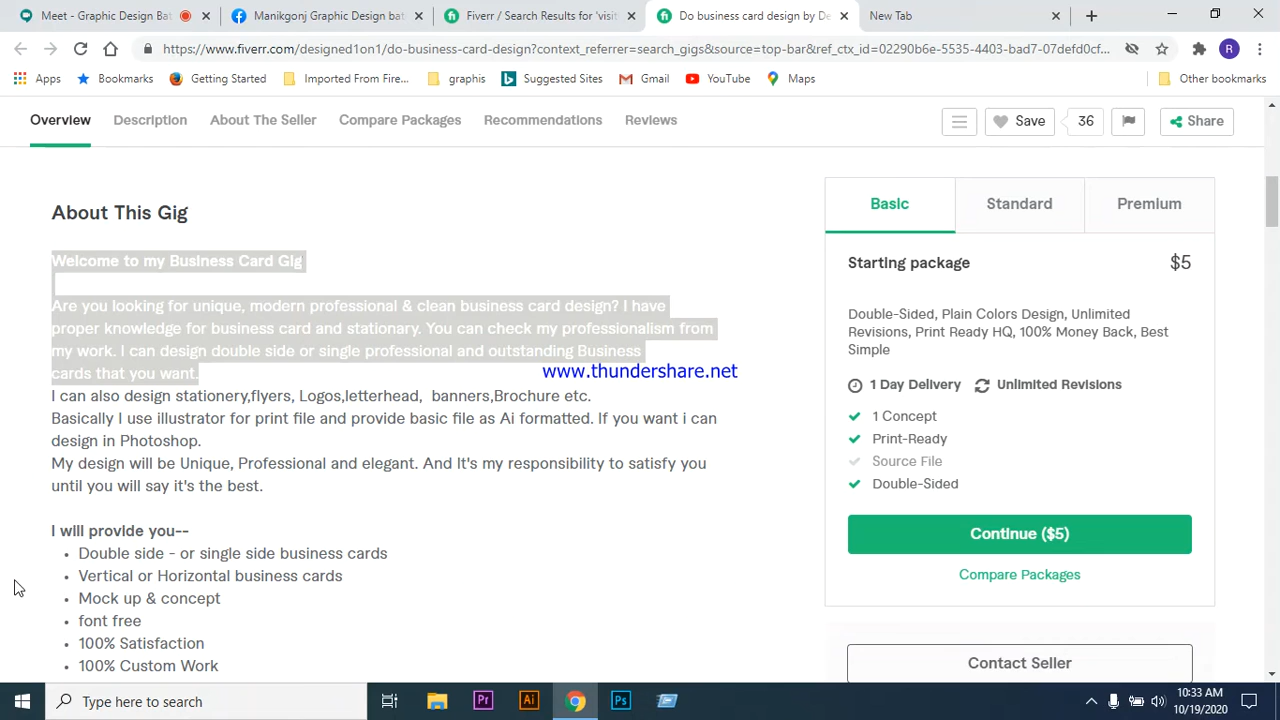 Meet - Graphic Design Bat
Manikgonj Graphic Design bat
Fiverr / Search Results for 'visit
Do business card design by De
New Tab
https://www.fiverr.com/designed1on1/do-business-card-design?context_referrer=search_gigs&source=top-bar&ref_ctx_id=02290b6e-5535-4403-bad7-07defd0cf...
R
Apps
Bookmarks
Getting Started
Imported From Fire...
graphis
Suggested Sites
Gmail
YouTube
Maps
Other bookmarks
Overview
Description
About The Seller
Compare Packages
Recommendations
Reviews
Save
36
Share
About This Gig
Welcome to my Business Card Gig
Are you looking for unique, modern professional & clean business card design? I have
proper knowledge for business card and stationary. You can check my professionalism from
my work. I can design double side or single professional and outstanding Business
cards that you want.
www.thundershare.net
I can also design stationery,flyers, Logos,letterhead,  banners,Brochure etc.
Basically I use illustrator for print file and provide basic file as Ai formatted. If you want i can
design in Photoshop.
My design will be Unique, Professional and elegant. And It's my responsibility to satisfy you
until you will say it's the best.
I will provide you--
Double side - or single side business cards
Vertical or Horizontal business cards
Mock up & concept
font free
100% Satisfaction
100% Custom Work
Basic
Standard
Premium
Starting package
$5
Double-Sided, Plain Colors Design, Unlimited
Revisions, Print Ready HQ, 100% Money Back, Best
Simple
1 Day Delivery
Unlimited Revisions
1 Concept
Print-Ready
Source File
Double-Sided
Continue ($5)
Compare Packages
Contact Seller
Type here to search
Pr
Ai
Ps
10:33 AM
10/19/2020